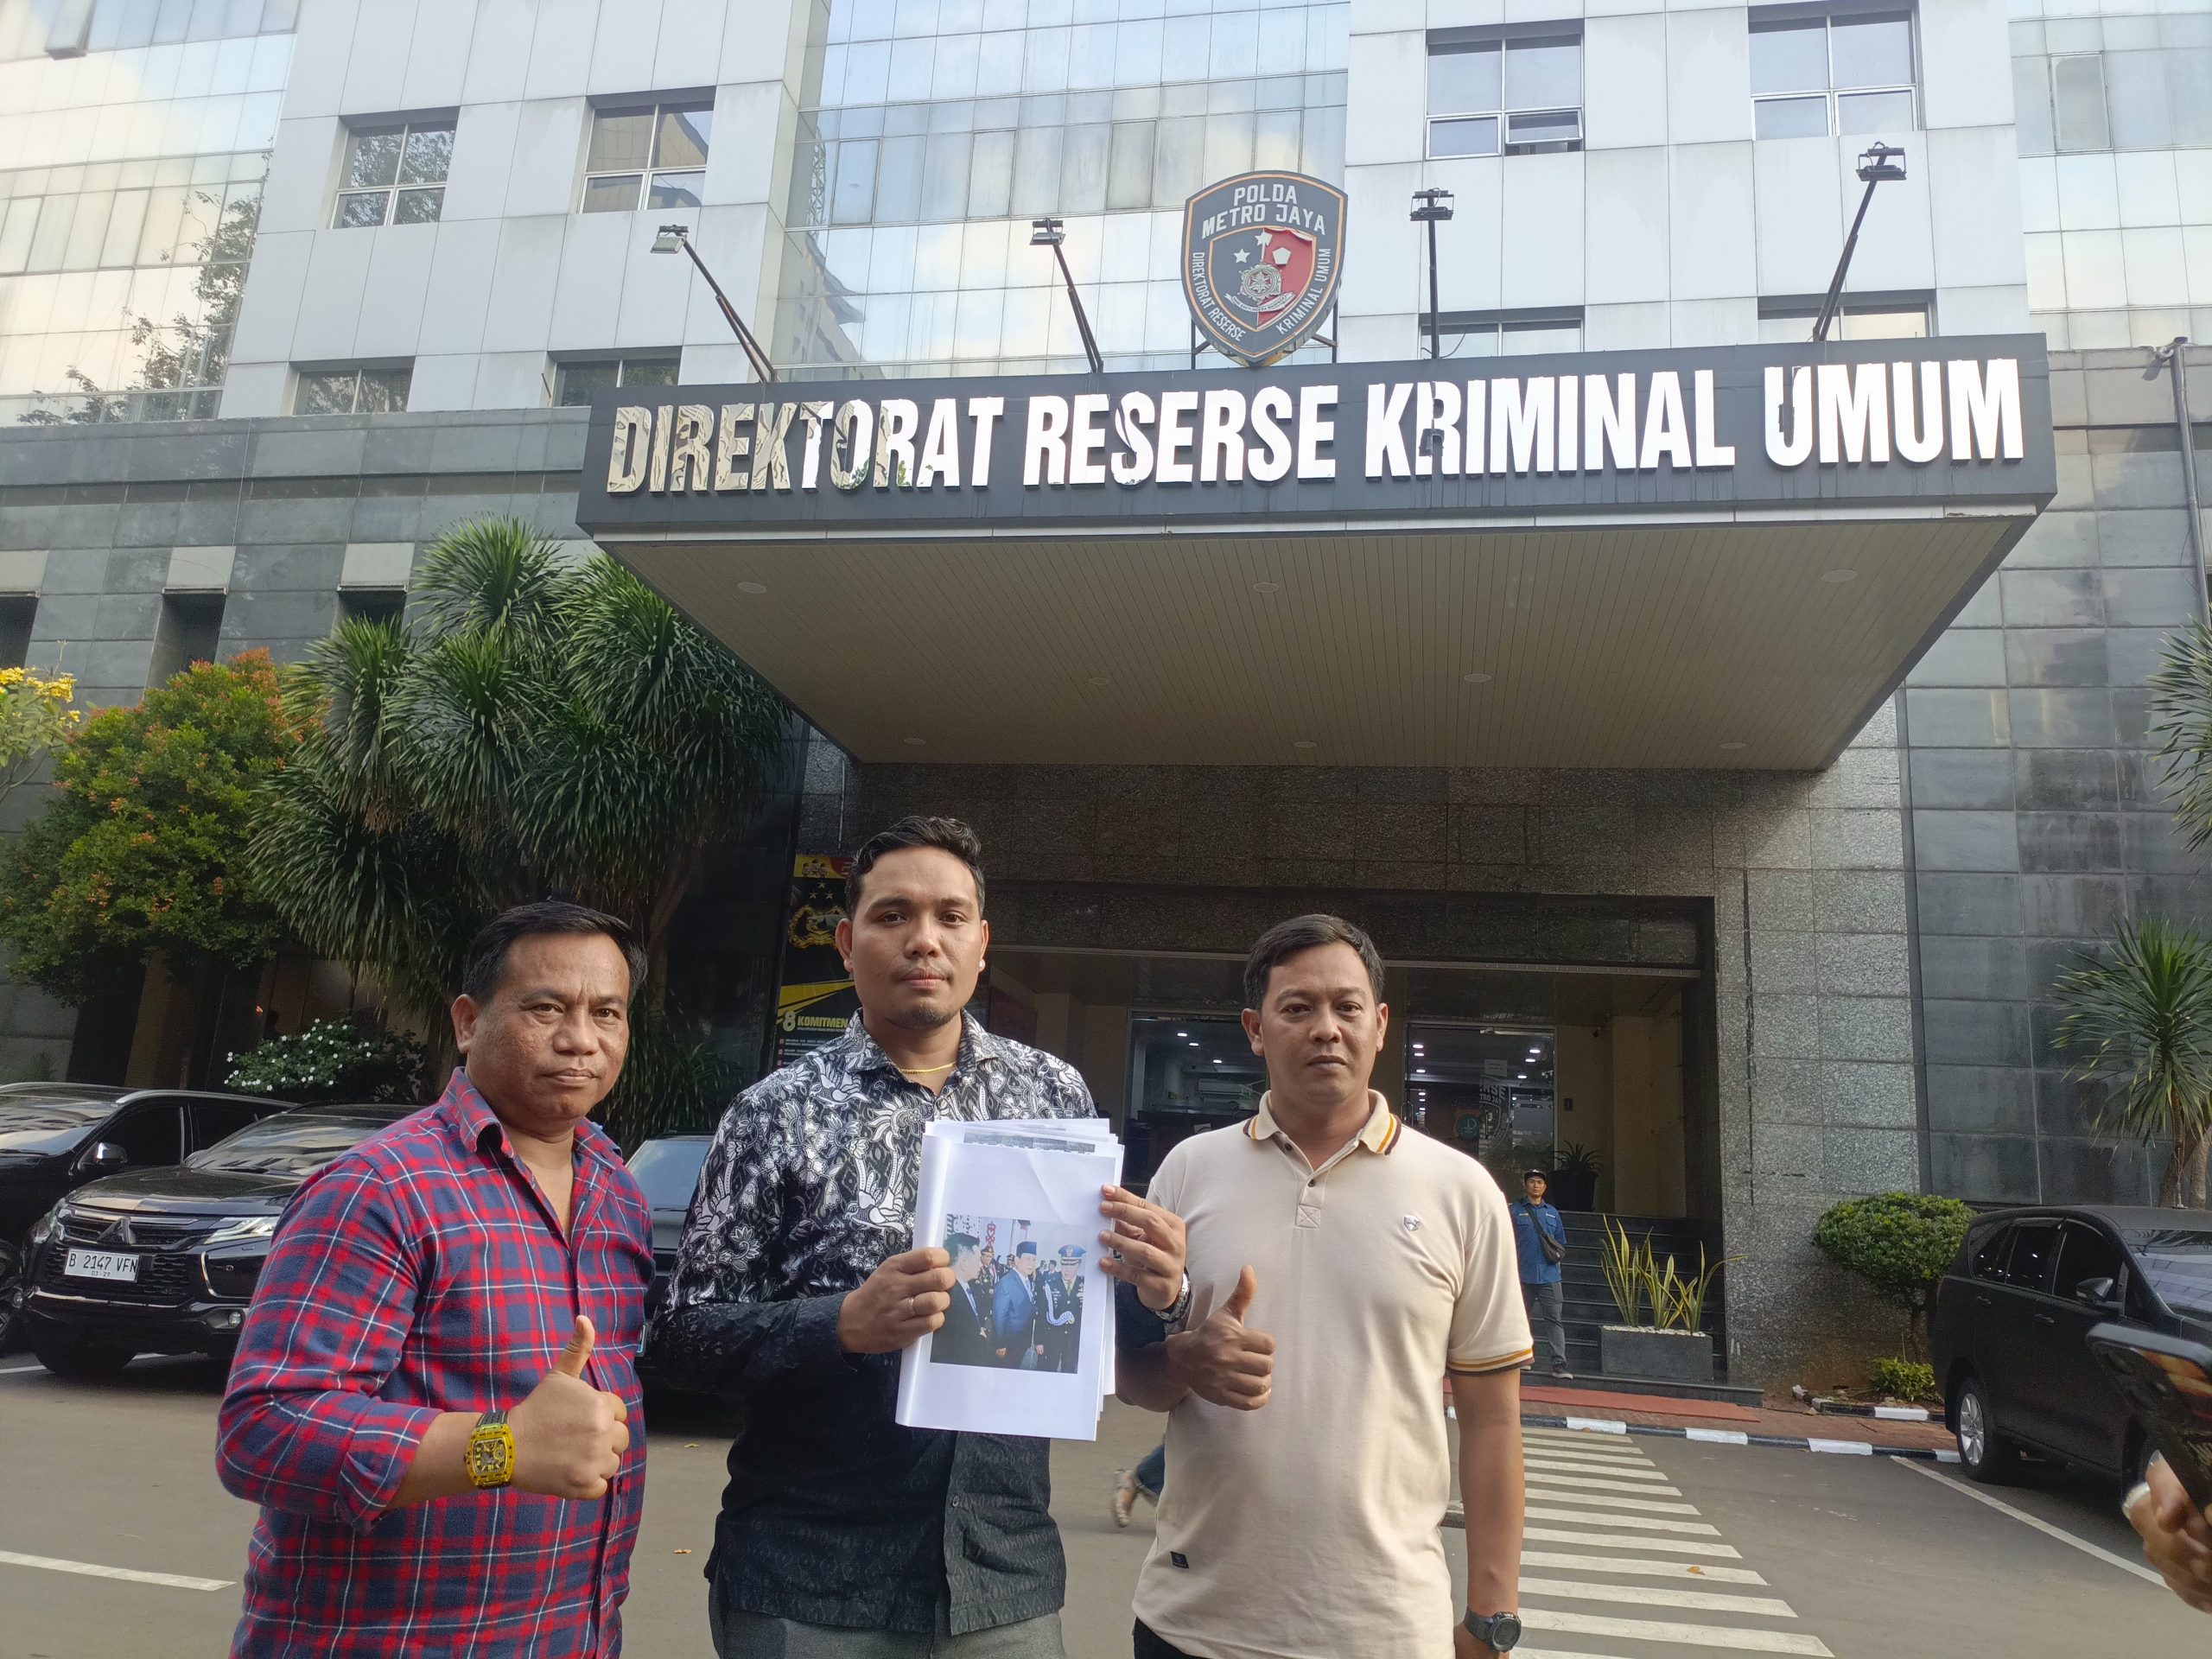 POLDA
METRO JAYA
DIREKTORAT RESERSE
KRIMINAL UMUM
DIREKTORAT RESERSE KRIMINAL UMUM
8 KOMITMEN
B 2147 VFN